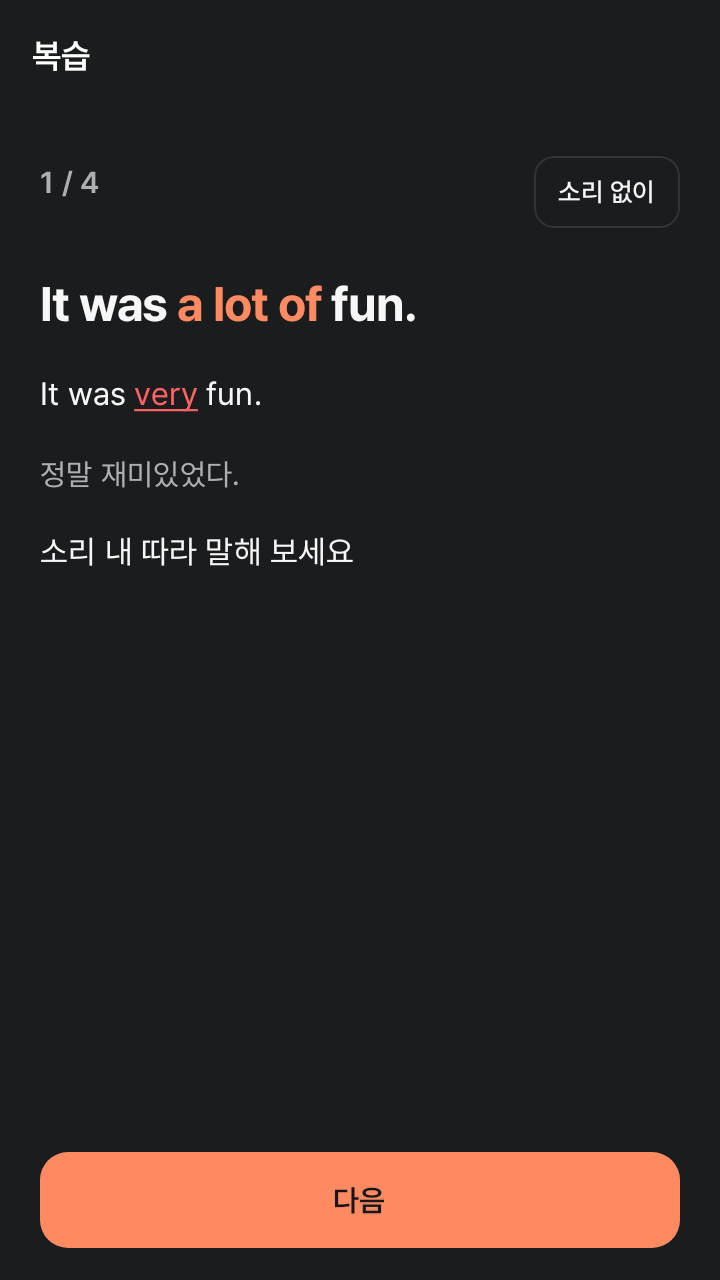 복습
1 / 4
소리 없이
It was a lot of fun.
It was very fun.
정말 재미있었다.
소리 내 따라 말해 보세요
다음